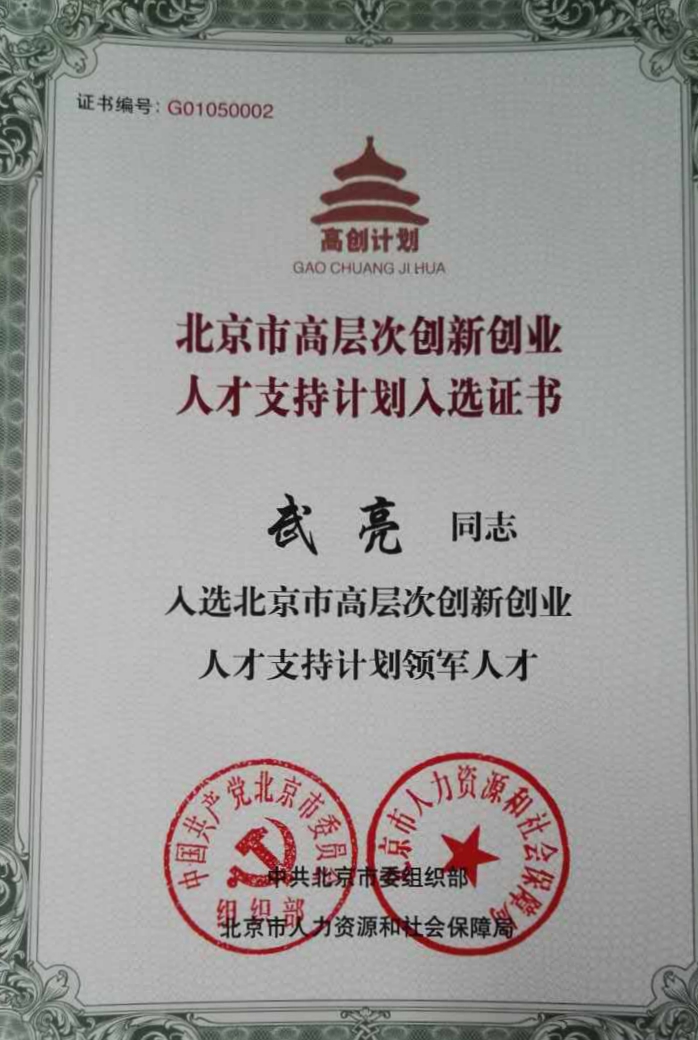 证书编号：G01050002
高创计划
GAO CHUANG JI HUA
北京市高层次创新创业
人才支持计划入选证书
武亮 同志
入选北京市高层次创新创业
人才支持计划领军人才
中国共产党北京市委员会
组织部
北京市人力资源和社会保障局
中共北京市委组织部
北京市人力资源和社会保障局